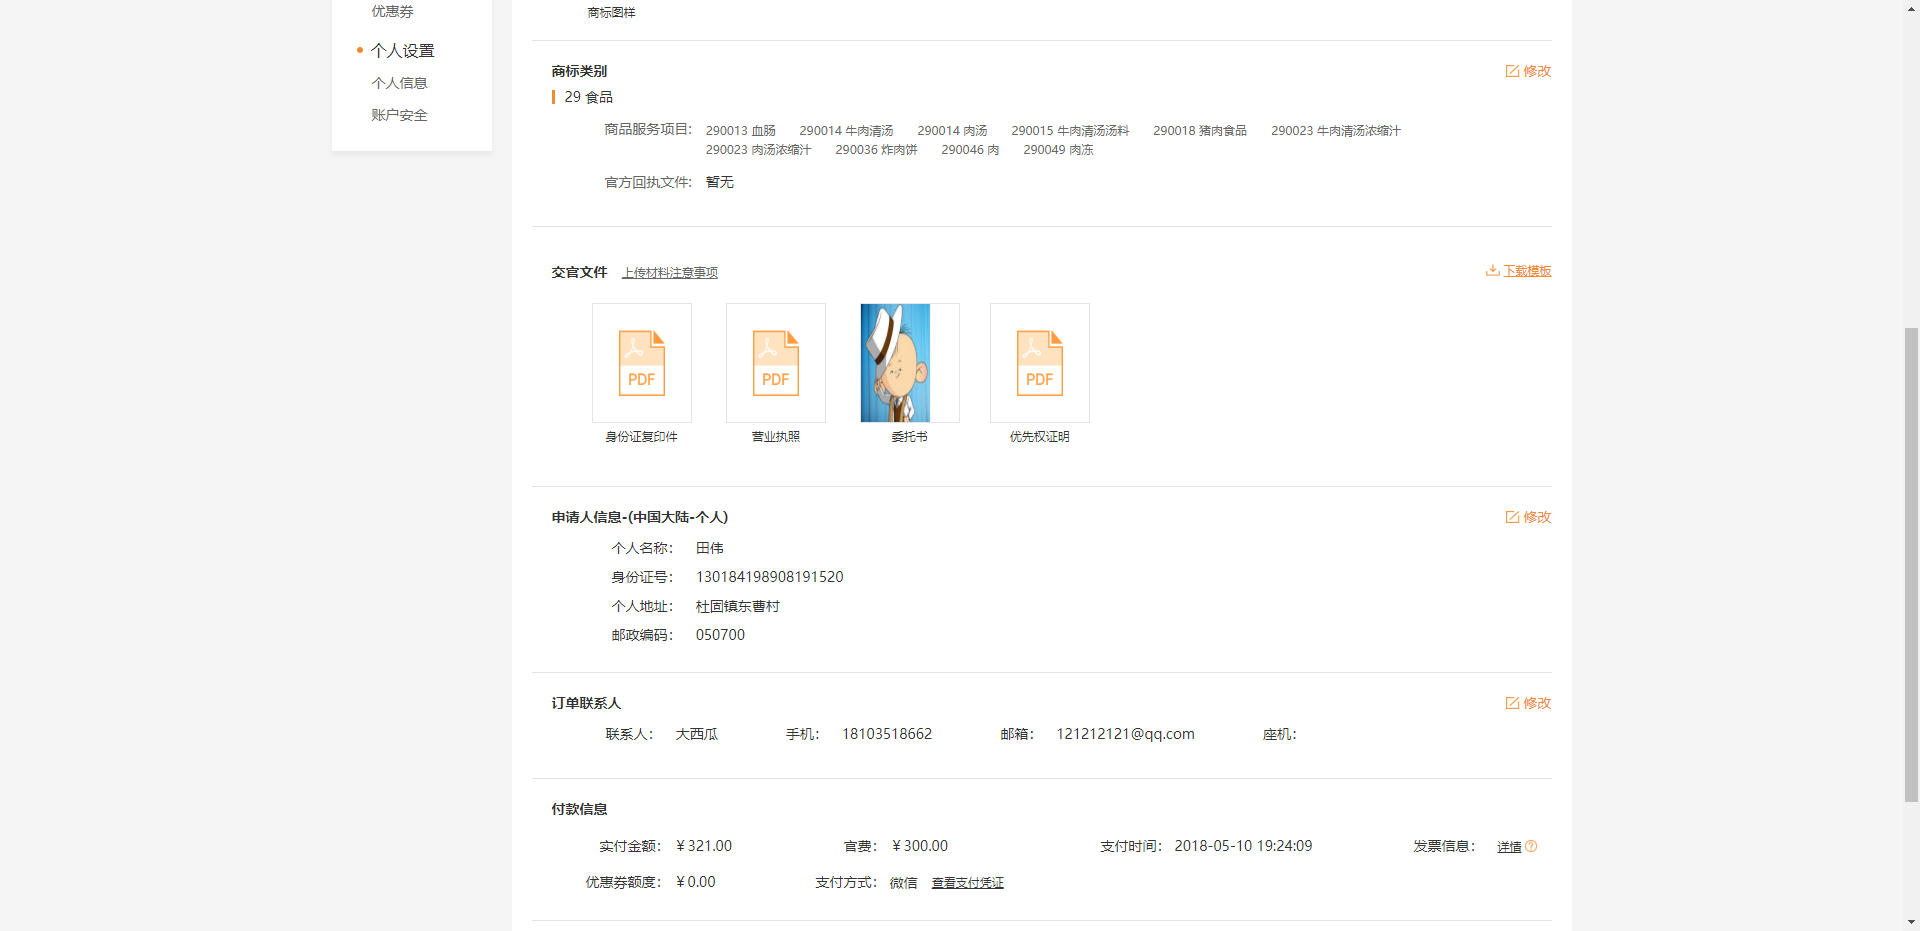 优惠券
个人设置
个人信息
账户安全
商标图样
商标类别
修改
29 食品
商品服务项目: 290013 血肠 290014 牛肉清汤 290014 肉汤 290015 牛肉清汤汤料 290018 猪肉食品 290023 牛肉清汤浓缩汁
290023 肉汤浓缩汁 290036 炸肉饼 290046 肉 290049 肉冻
官方回执文件: 暂无
交官文件 上传材料注意事项
下载模板
PDF PDF PDF
身份证复印件 营业执照 委托书 优先权证明
申请人信息-(中国大陆-个人)
修改
个人名称： 田伟
身份证号： 130184198908191520
个人地址： 杜固镇东曹村
邮政编码： 050700
订单联系人
修改
联系人： 大西瓜 手机： 18103518662 邮箱： 121212121@qq.com 座机：
付款信息
实付金额： ¥321.00 官费： ¥300.00 支付时间： 2018-05-10 19:24:09 发票信息： 详情
优惠券额度： ¥0.00 支付方式： 微信 查看支付凭证